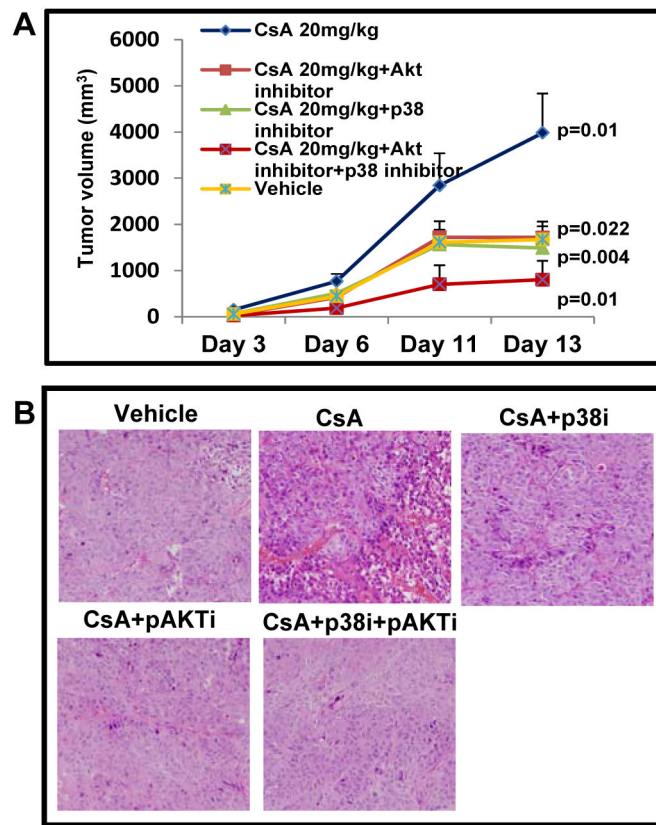 A
6000
5000
4000
3000
2000
1000
0
Tumor volume (mm³)
CsA 20mg/kg
CsA 20mg/kg+Akt
inhibitor
CsA 20mg/kg+p38
inhibitor
CsA 20mg/kg+Akt
inhibitor+p38 inhibitor
Vehicle
p=0.01
p=0.022
p=0.004
p=0.01
Day 3 Day 6 Day 11 Day 13
B
Vehicle CsA CsA+p38i
CsA+pAKTi CsA+p38i+pAKTi